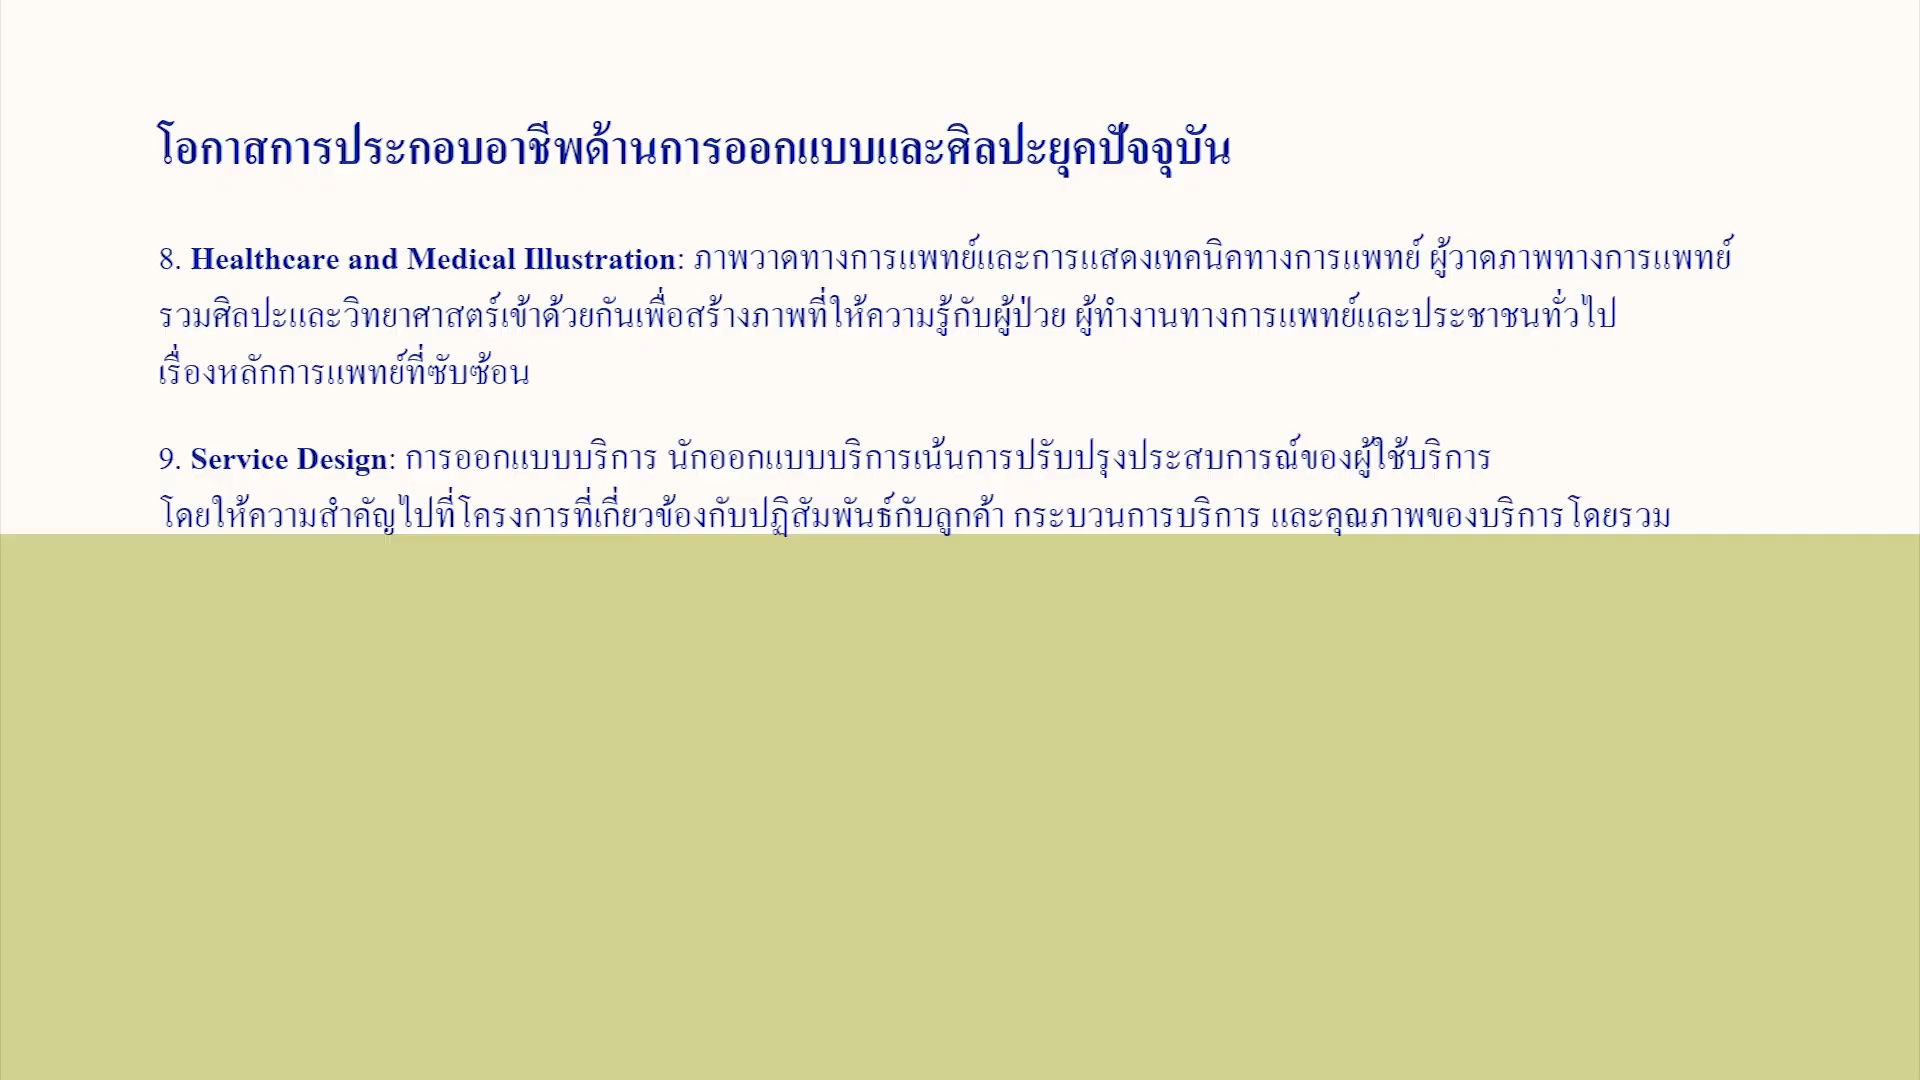 โอกาสการประกอบอาชีพด้านการออกแบบและศิลปะยุคปัจจุบัน
8. Healthcare and Medical Illustration: ภาพวาดทางการแพทย์และการแสดงเทคนิคทางการแพทย์ ผู้วาดภาพทางการแพทย์
รวมศิลปะและวิทยาศาสตร์เข้าด้วยกันเพื่อสร้างภาพที่ให้ความรู้กับผู้ป่วย ผู้ทำงานทางการแพทย์และประชาชนทั่วไป
เรื่องหลักการแพทย์ที่ซับซ้อน
9. Service Design: การออกแบบบริการ นักออกแบบบริการเน้นการปรับปรุงประสบการณ์ของผู้ใช้บริการ
โดยให้ความสำคัญไปที่โครงการที่เกี่ยวข้องกับปฏิสัมพันธ์กับลูกค้า กระบวนการบริการ และคุณภาพของบริการโดยรวม